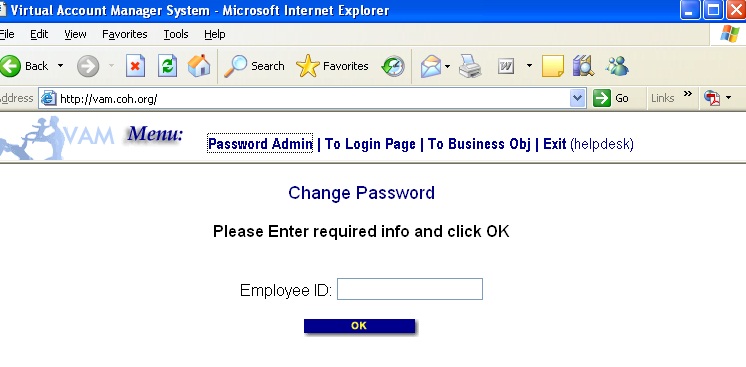 Virtual Account Manager System - Microsoft Internet Explorer
File Edit View Favorites Tools Help
Back Search Favorites
Address http://vam.coh.org/ Go Links »
VAM Menu: Password Admin | To Login Page | To Business Obj | Exit (helpdesk)
Change Password
Please Enter required info and click OK
Employee ID:
OK